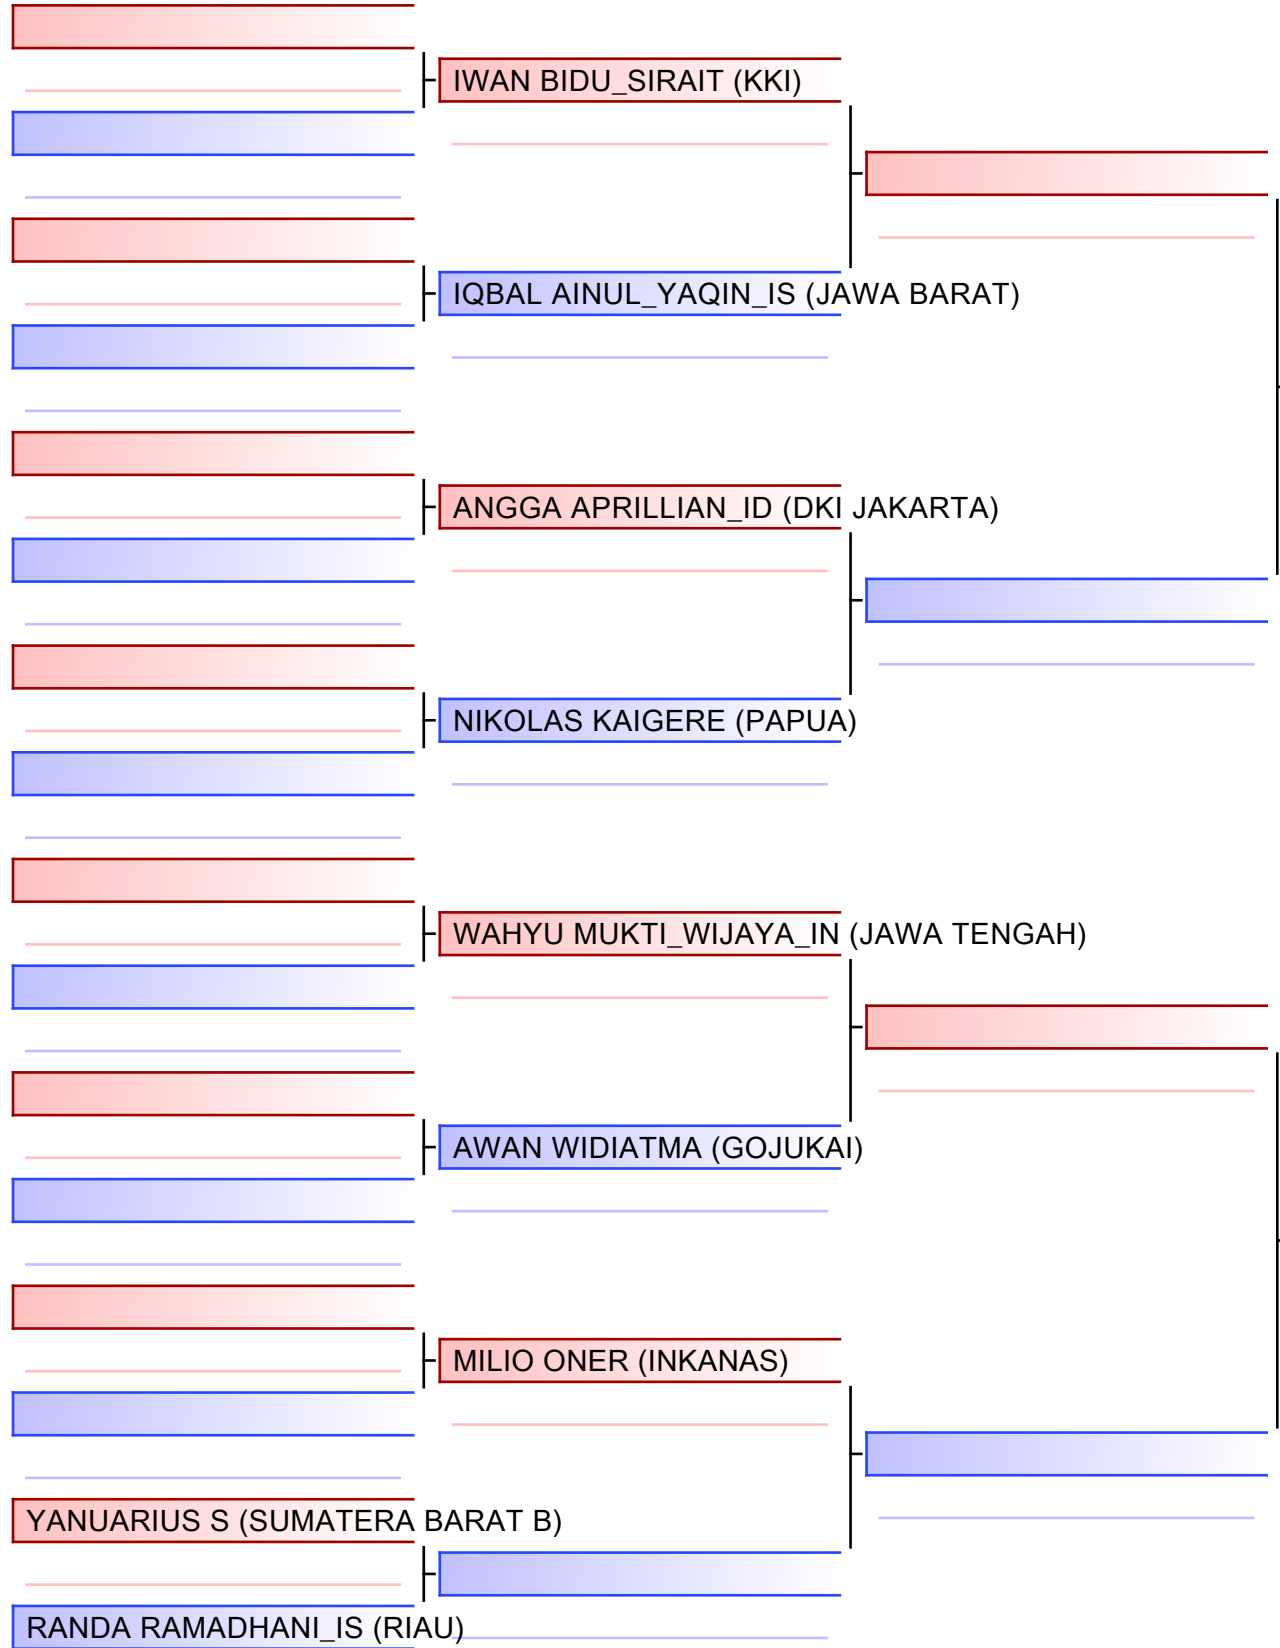 IWAN BIDU_SIRAIT (KKI)
IQBAL AINUL_YAQIN_IS (JAWA BARAT)
ANGGA APRILLIAN_ID (DKI JAKARTA)
NIKOLAS KAIGERE (PAPUA)
WAHYU MUKTI_WIJAYA_IN (JAWA TENGAH)
AWAN WIDIATMA (GOJUKAI)
MILIO ONER (INKANAS)
YANUARIUS S (SUMATERA BARAT B)
RANDA RAMADHANI_IS (RIAU)